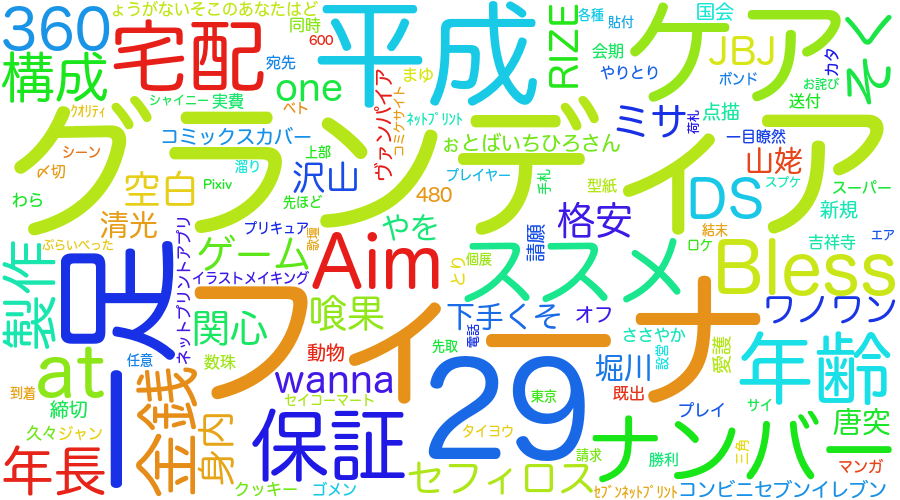 ょうがないそこのあなたはど
同時
各種
貼付
国会
360
宅配
平成
600
宛先
RIZE
会期
ケア
JBJ
カタ
そく
構成
one
まゆ
やりとり
ボンド
お詫び
送付
クオリティ
シャイニー
実費
ベト
ヴァンパイア
コミケサイト
ネットプリント
ミサ
荷札
点描
一目瞭然
グランディア
シーン
コミックスカバー
ぉとばいちひろさん
〆切
溜り
上部
プレイヤー
手札
山姥
わら
空白
Pixiv
沢山
先ほど
480
型紙
DS
スプケ
スーパー
清光
プリキュア
歌壇
やを
格安
結末
新規
ぶらいべった
ネットプリントアプリ
ゲーム
Aim
とり
個展
ススメ
請願
ロケ
吉祥寺
エア
製作
一足
イラストメイキング
Bless
フィーナ
関心
喰果
下手くそ
オフ
ワノワン
at
任意
数珠
動物
電話
先取
ささやか
設営
愛護
年齢
到着
金銭
wanna
29
堀川
締切
セイコーマート
東京
既出
久々
ジャン
身内
保証
タイヨウ
プレイ
サイ
唐突
年長
セフィロス
請求
ナンバー
勝利
三角
マンガ
クッキー
ゴメン
セブンネットプリント
コンビニセブンイレブン